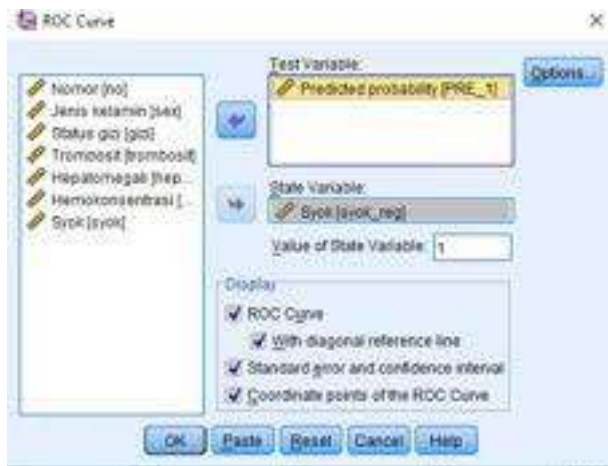 ROC Curve
Nomor [no]
Jenis kelamin [sex]
Status gizi [gizi]
Trombosit [trombosit]
Hepatomegali [hep...
Hemokonsentrasi [...
Syok [syok]
Test Variable:
Predicted probability [PRE_1]
Options...
State Variable:
Syok [syok_reg]
Value of State Variable: 1
Display
ROC Curve
With diagonal reference line
Standard error and confidence interval
Coordinate points of the ROC Curve
OK Paste Reset Cancel Help